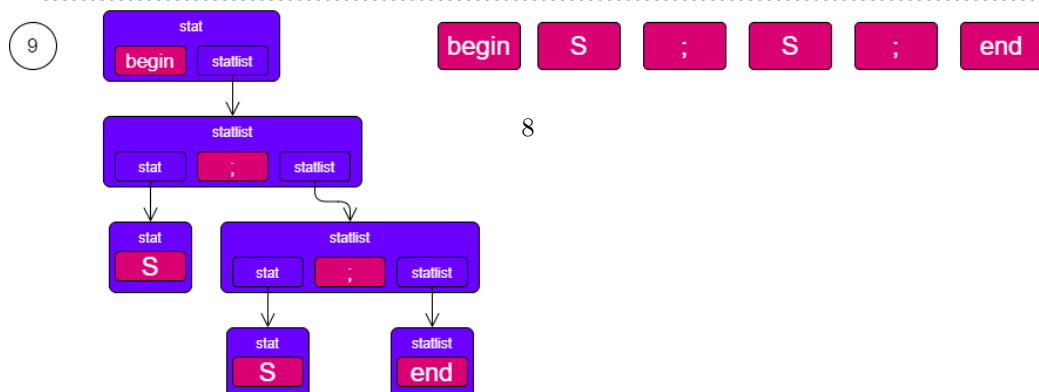 9
stat
begin statlist
begin S ; S ; end
statlist
stat ; statlist
8
stat
S
statlist
stat ; statlist
stat
S
statlist
end